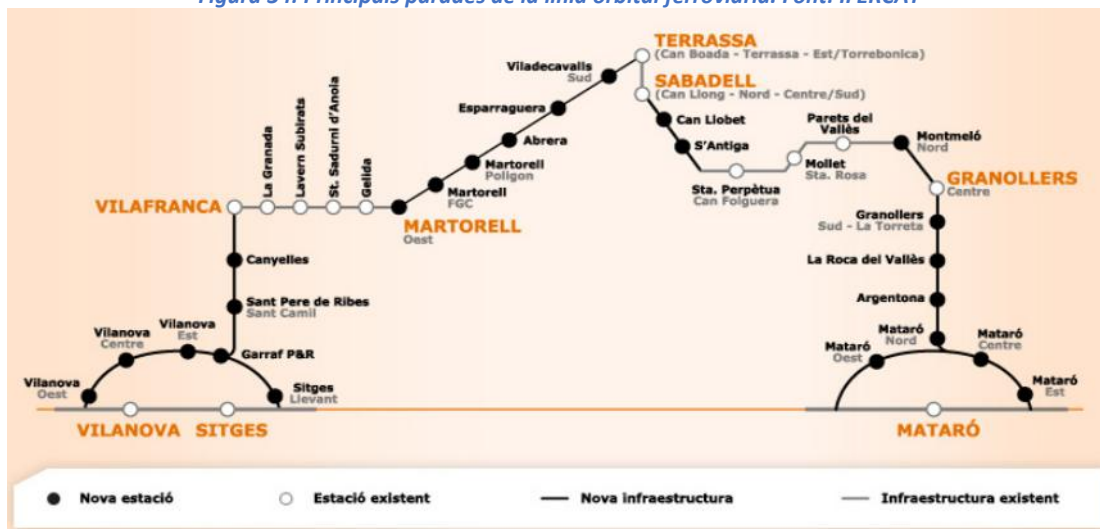 Figura 54. Principals parades de la línia orbital ferroviària. Font: IFERCAT
TERRASSA
(Can Boada - Terrassa - Est/Torrebonica)
Viladecavalls
Sud
SABADELL
(Can Llong - Nord - Centre/Sud)
Esparraguera
Can Llobet
Parets del
Vallès
Abrera
S'Antiga
Montmeló
Nord
Martorell
Polígon
Mollet
Sta. Rosa
Martorell
FGC
Sta. Perpètua
Can Folguera
GRANOLLERS
Centre
La Granada
Lavern Subirats
St. Sadurní d'Anoia
Gelida
VILAFRANCA
MARTORELL
Oest
Granollers
Sud - La Torreta
Canyelles
La Roca del Vallès
Sant Pere de Ribes
Sant Camil
Argentona
Vilanova
Est
Vilanova
Centre
Garraf P&R
Mataró
Nord
Mataró
Oest
Mataró
Centre
Vilanova
Oest
Sitges
Llevant
Mataró
Est
VILANOVA SITGES
MATARÓ
Nova estació
Estació existent
Nova infraestructura
Infraestructura existent